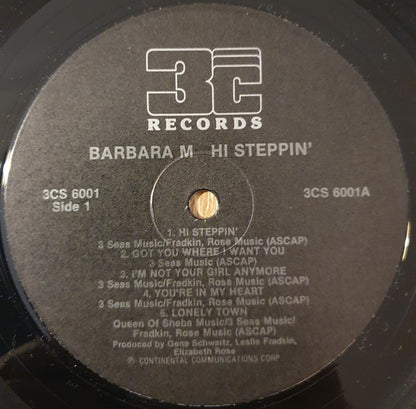 3C
RECORDS
BARBARA M HI STEPPIN'
3CS 6001
Side 1
3CS 6001A
1. HI STEPPIN'
3 Seas Music/Fradkin, Rose Music (ASCAP)
2. GOT YOU WHERE I WANT YOU
3 Seas Music (ASCAP)
3. I'M NOT YOUR GIRL ANYMORE
3 Seas Music/Fradkin, Rose Music (ASCAP)
4. YOU'RE IN MY HEART
3 Seas Music/Fradkin, Rose Music (ASCAP)
5. LONELY TOWN
Queen Of Sheba Music/3 Seas Music/
Fradkin, Rose Music (ASCAP)
Produced by Gene Schwartz, Leslie Fradkin,
Elizabeth Rose
℗ CONTINENTAL COMMUNICATIONS CORP